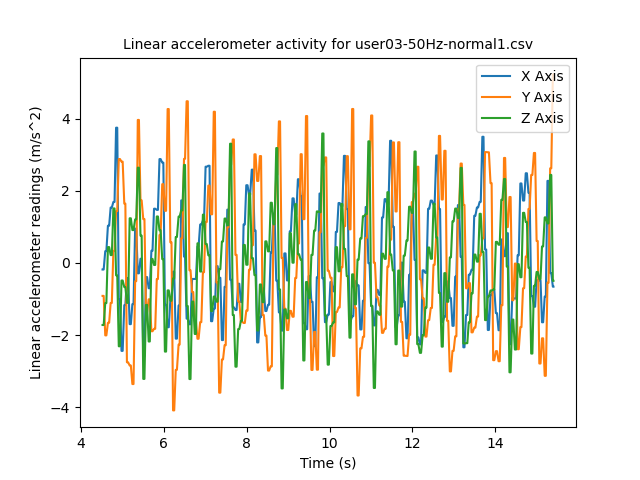 Linear accelerometer activity for user03-50Hz-normal1.csv
X Axis
Y Axis
Z Axis
Linear accelerometer readings (m/s^2)
4
2
0
−2
−4
4
6
8
10
12
14
Time (s)